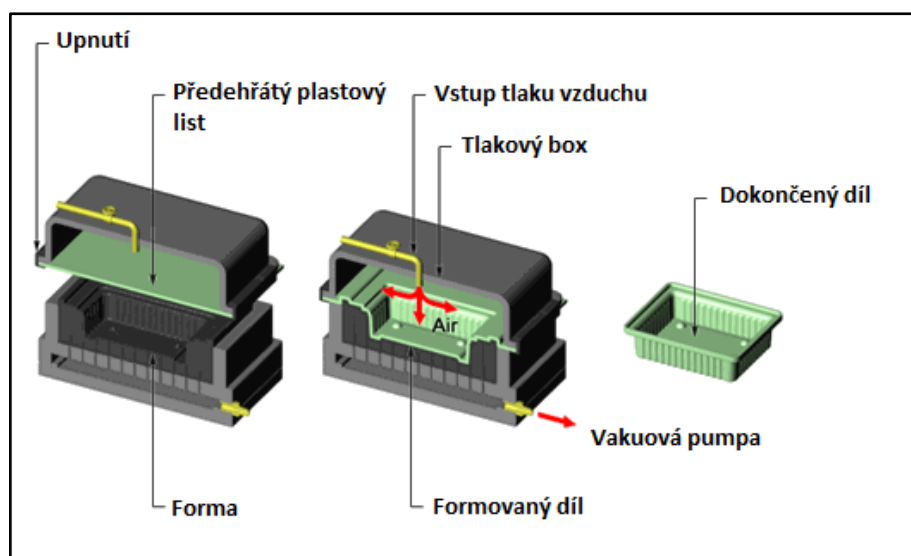 Upnutí
Předehřátý plastový
list
Vstup tlaku vzduchu
Tlakový box
Dokončený díl
Air
Vakuová pumpa
Forma
Formovaný díl